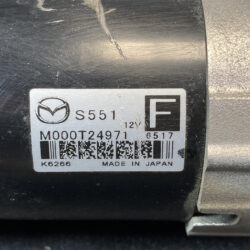 S551 12V F
M000T24971 6517
K6266 MADE IN JAPAN